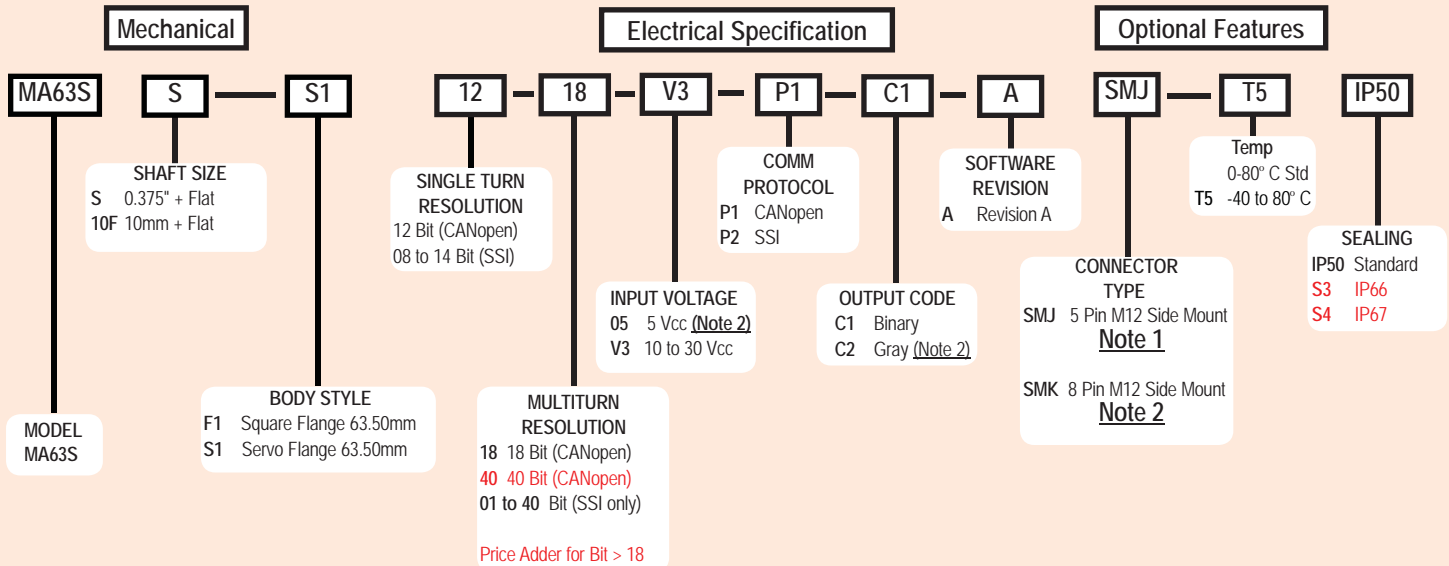 Mechanical
Electrical Specification
Optional Features
MA63S S S1 12 18 V3 P1 C1 A SMJ T5 IP50
SHAFT SIZE
S 0.375" + Flat
10F 10mm + Flat
SINGLE TURN
RESOLUTION
12 Bit (CANopen)
08 to 14 Bit (SSI)
COMM
PROTOCOL
P1 CANopen
P2 SSI
SOFTWARE
REVISION
A Revision A
Temp
0-80° C Std
T5 -40 to 80° C
SEALING
IP50 Standard
S3 IP66
S4 IP67
CONNECTOR
TYPE
SMJ 5 Pin M12 Side Mount
Note 1
SMK 8 Pin M12 Side Mount
Note 2
INPUT VOLTAGE
05 5 Vcc (Note 2)
V3 10 to 30 Vcc
OUTPUT CODE
C1 Binary
C2 Gray (Note 2)
BODY STYLE
F1 Square Flange 63.50mm
S1 Servo Flange 63.50mm
MULTITURN
RESOLUTION
18 18 Bit (CANopen)
40 40 Bit (CANopen)
01 to 40 Bit (SSI only)
Price Adder for Bit > 18
MODEL
MA63S